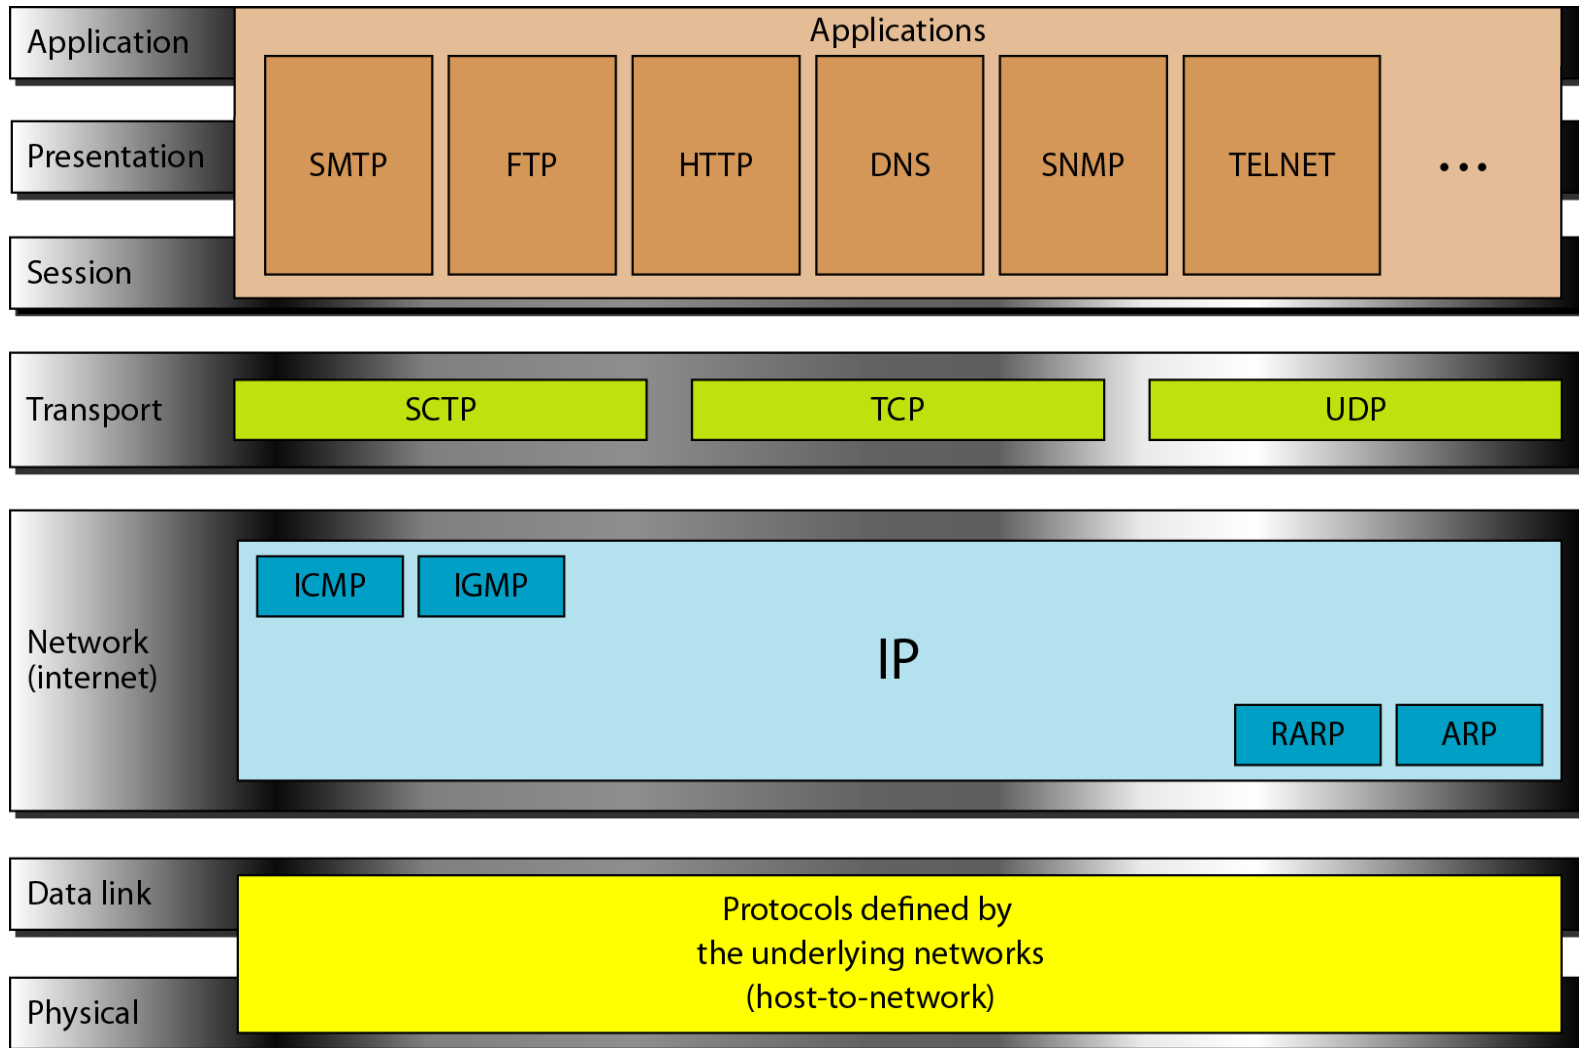 Application
Applications
Presentation
SMTP
FTP
HTTP
DNS
SNMP
TELNET
...
Session
Transport
SCTP
TCP
UDP
Network
(internet)
ICMP
IGMP
IP
RARP
ARP
Data link
Protocols defined by
the underlying networks
(host-to-network)
Physical